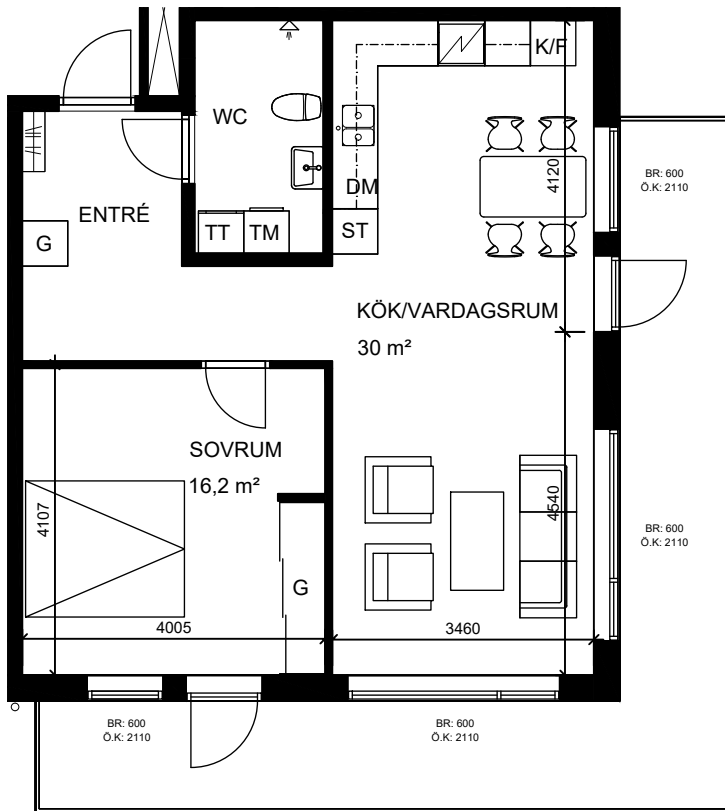 K/F
WC
4120
BR: 600
Ö.K: 2110
DM
ENTRÉ
TT
TM
ST
G
KÖK/VARDAGSRUM
30 m²
SOVRUM
16,2 m²
4107
4540
BR: 600
Ö.K: 2110
G
4005
3460
BR: 600
Ö.K: 2110
BR: 600
Ö.K: 2110